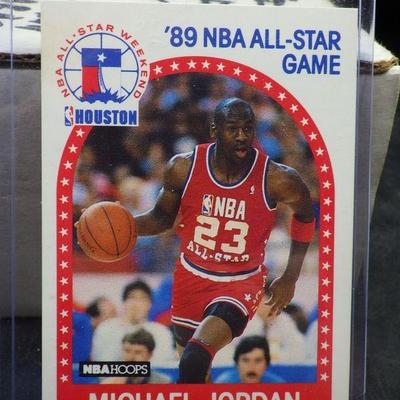 '89 NBA ALL-STAR
GAME
NBA ALL-STAR WEEKEND
HOUSTON
NBA
23
ALL-STAR
NBA HOOPS
MICHAEL JORDAN